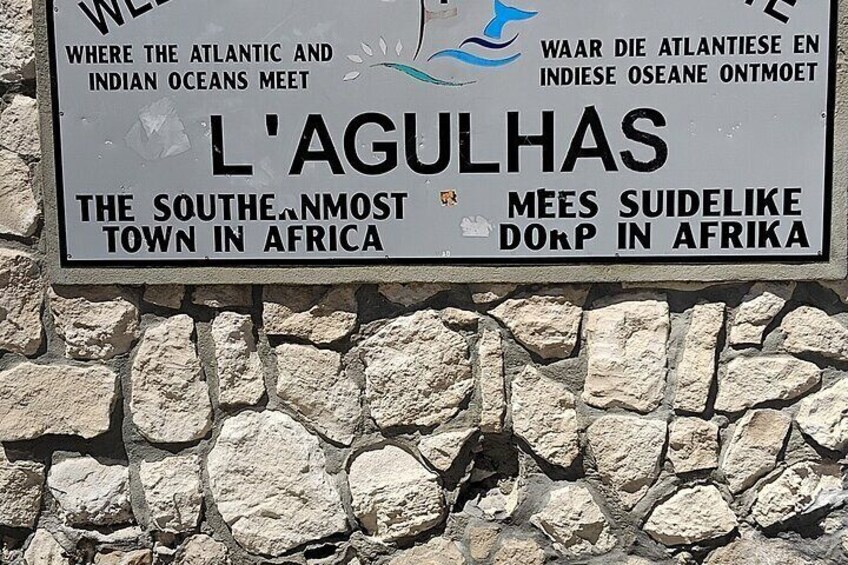 WHERE THE ATLANTIC AND
INDIAN OCEANS MEET
WAAR DIE ATLANTIESE EN
INDIESE OSEANE ONTMOET
L'AGULHAS
THE SOUTHERNMOST
TOWN IN AFRICA
MEES SUIDELIKE
DORP IN AFRIKA